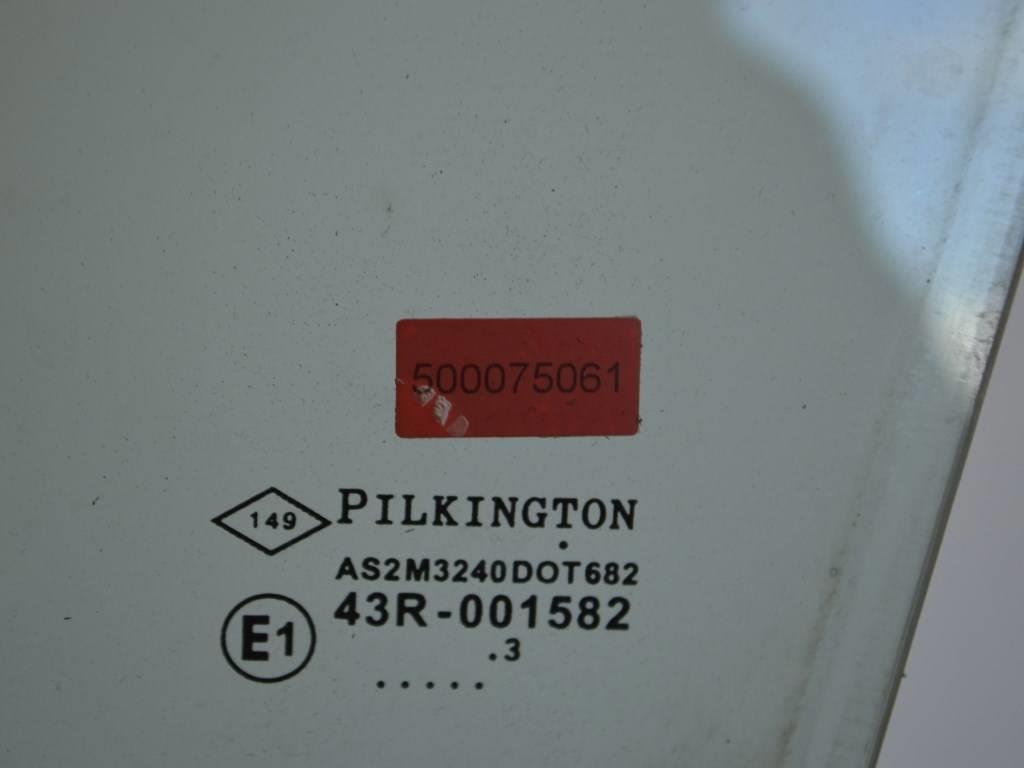 500075061
149 PILKINGTON
.
AS2M3240DOT682
E1 43R-001582
.3
.....